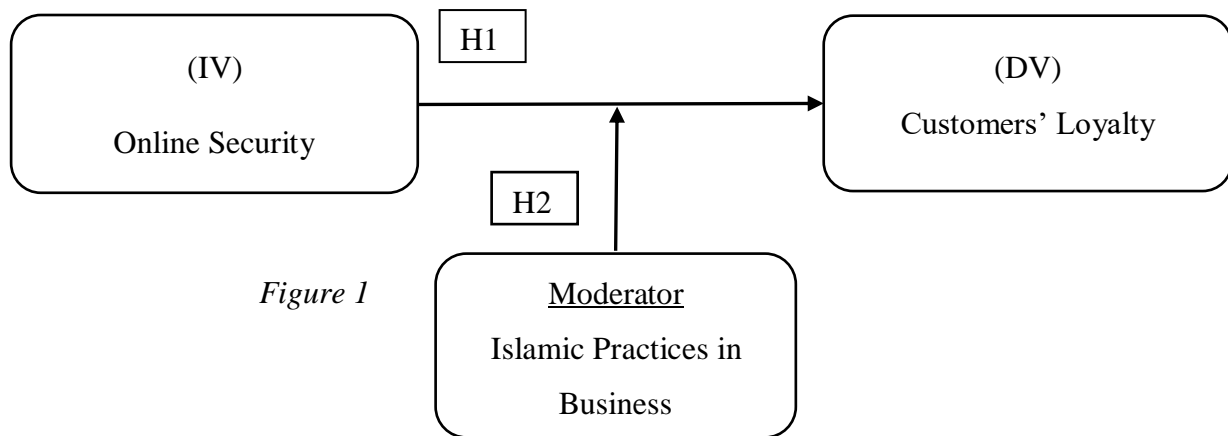 H1
(IV)
Online Security
(DV)
Customers’ Loyalty
H2
Figure 1
Moderator
Islamic Practices in
Business